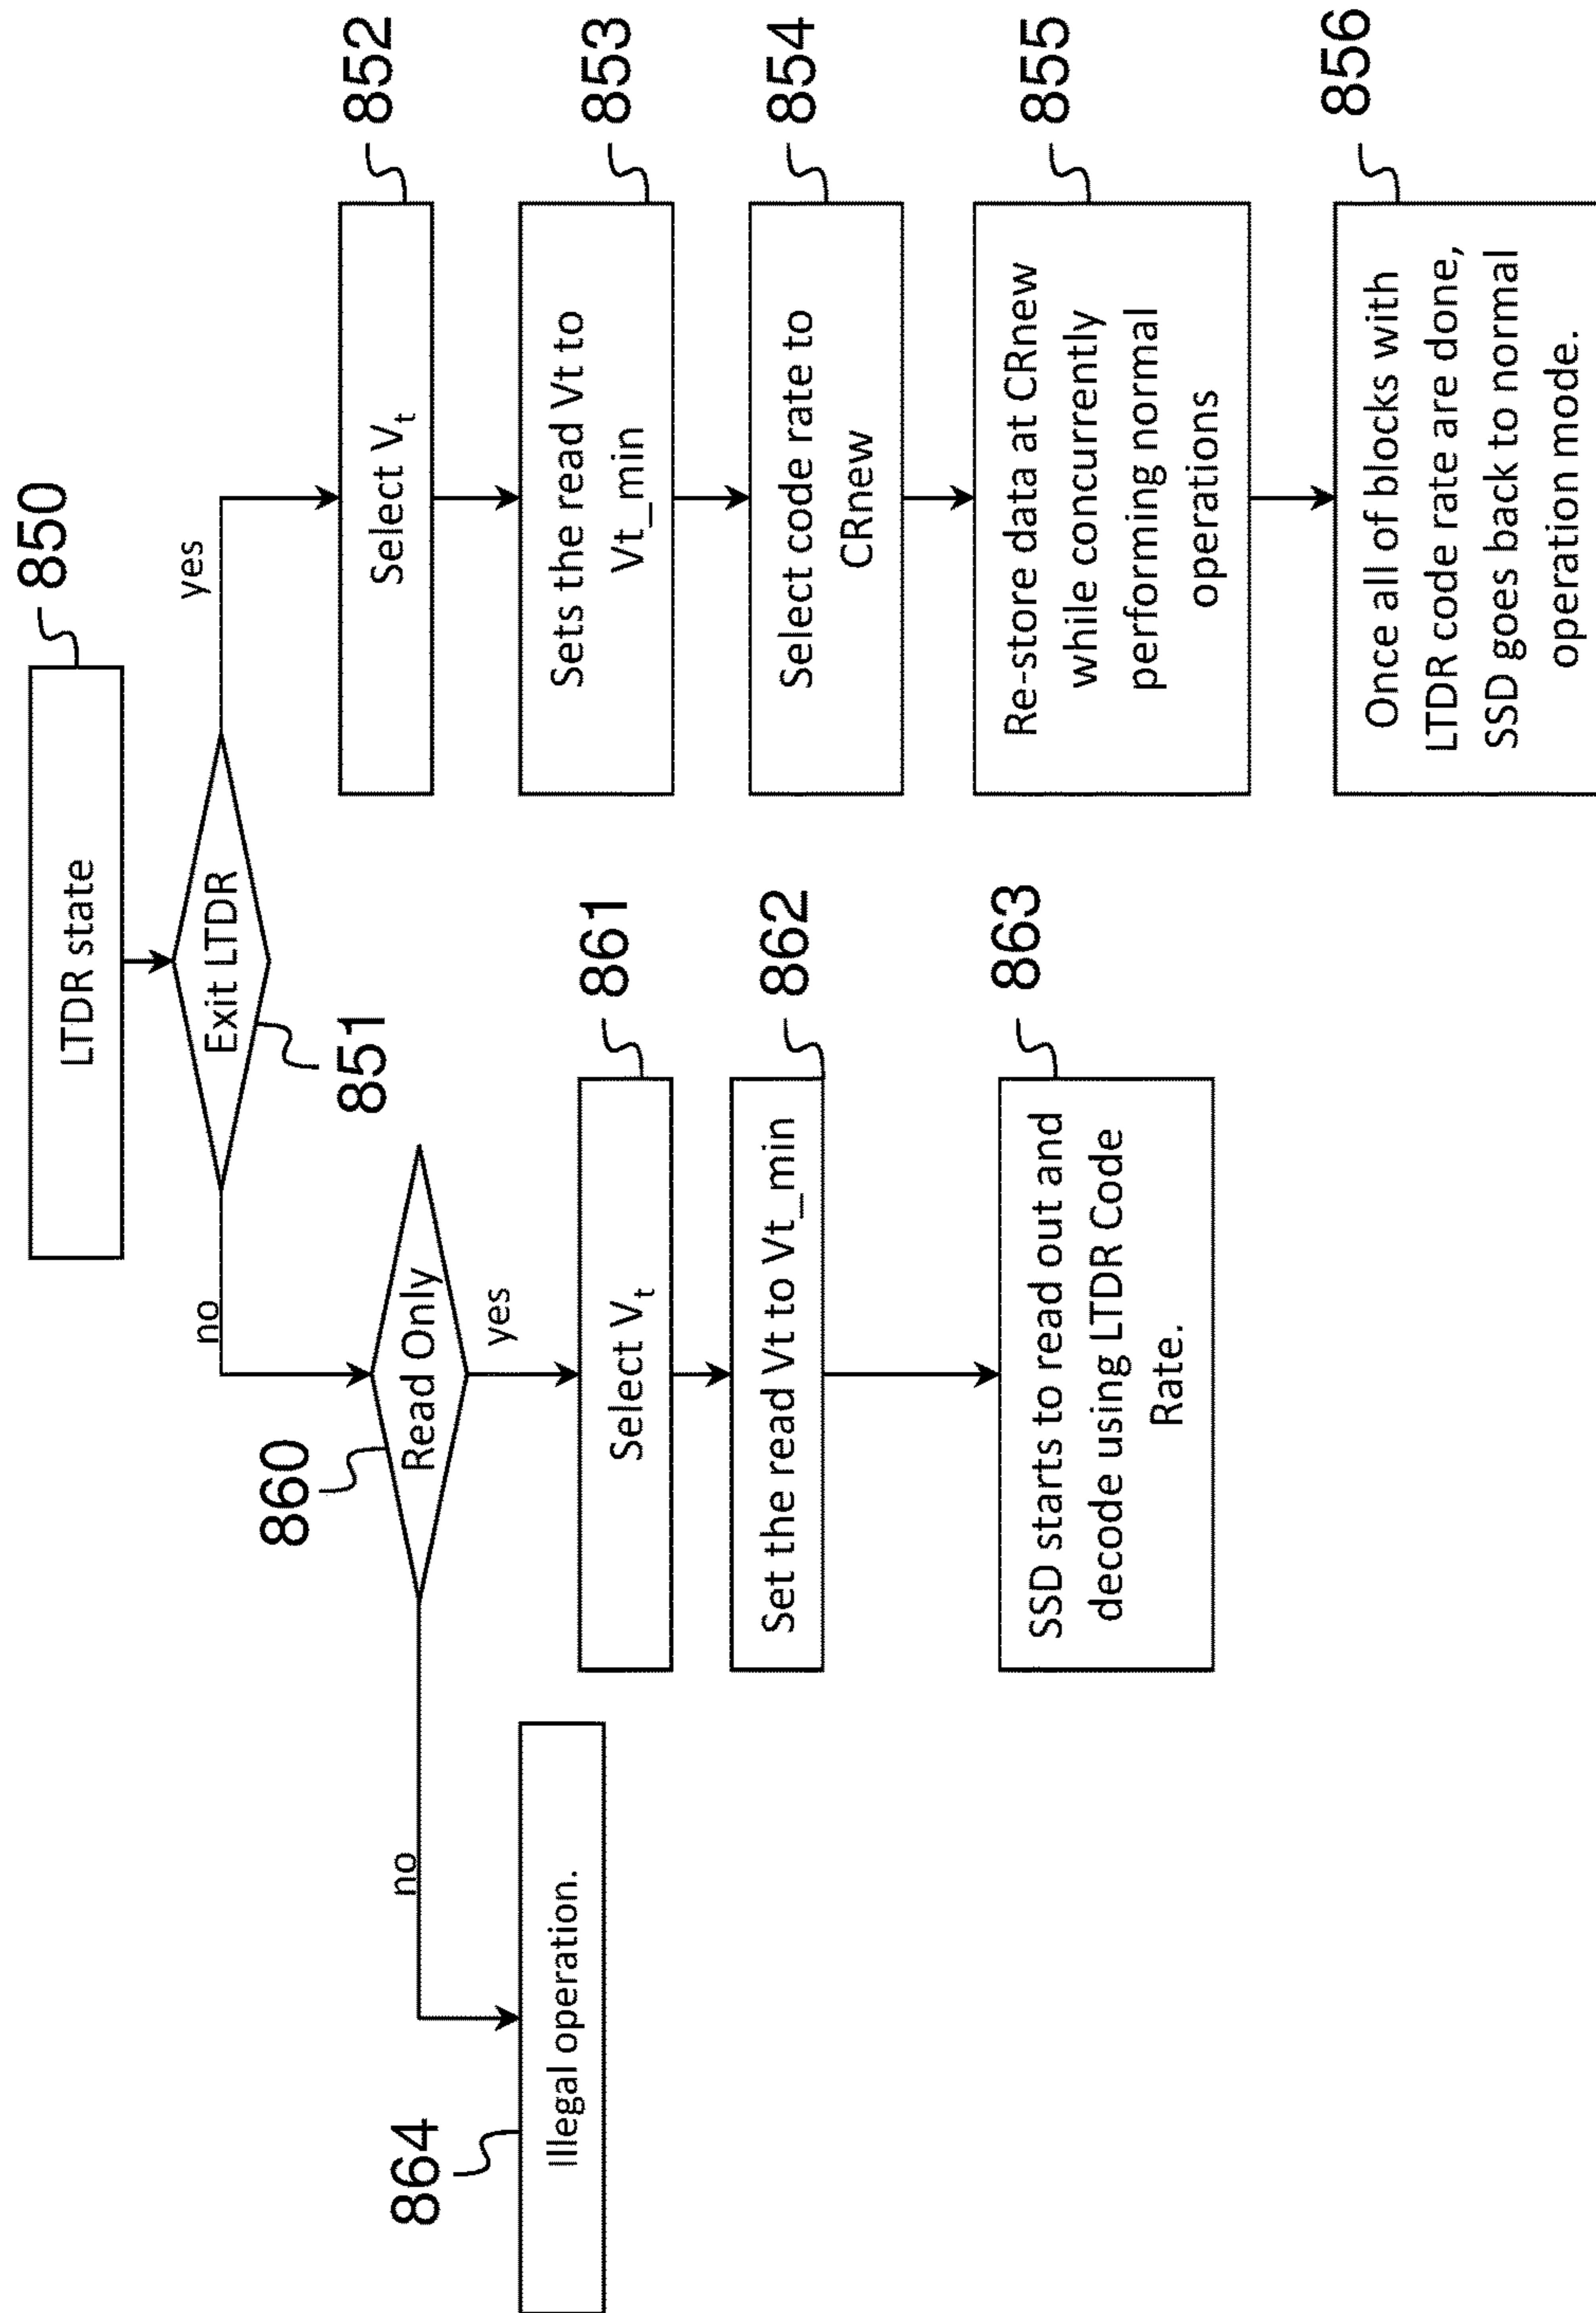 LTDR state
850
Exit LTDR
851
yes
no
Select Vt
852
Sets the read Vt to
Vt_min
853
Select code rate to
CRnew
854
Re-store data at CRnew
while concurrently
performing normal
operations
855
Once all of blocks with
LTDR code rate are done,
SSD goes back to normal
operation mode.
856
860
Read Only
yes
no
Select Vt
861
Set the read Vt to Vt_min
862
SSD starts to read out and
decode using LTDR Code
Rate.
863
864
Illegal operation.